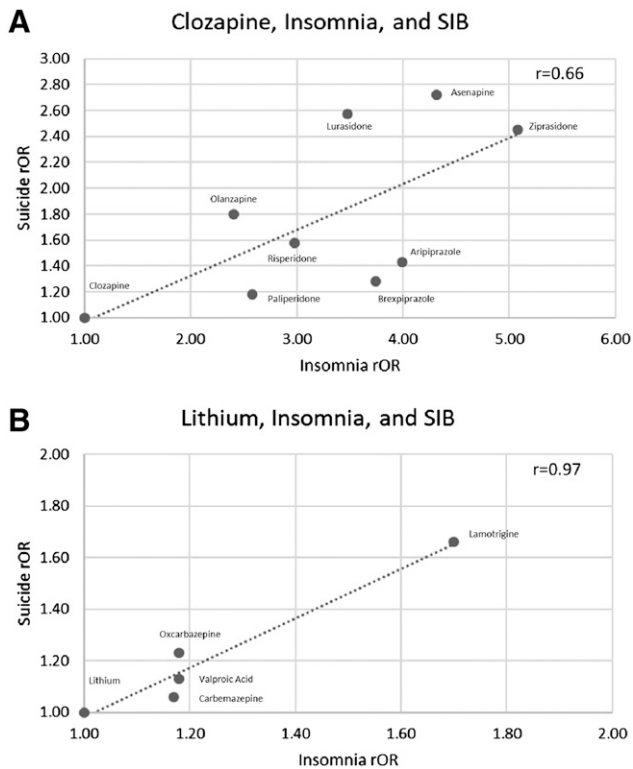 A
Clozapine, Insomnia, and SIB
3.00
r=0.66
2.80
Asenapine
2.60
Lurasidone
Ziprasidone
2.40
2.20
Suicide rOR
2.00
Olanzapine
1.80
1.60
Risperidone
Aripiprazole
1.40
Clozapine
Paliperidone
Brexpiprazole
1.20
1.00
1.00 2.00 3.00 4.00 5.00 6.00
Insomnia rOR
B
Lithium, Insomnia, and SIB
2.00
r=0.97
1.80
Lamotrigine
1.60
Suicide rOR
1.40
Oxcarbazepine
1.20
Lithium
Valproic Acid
Carbemazepine
1.00
1.00 1.20 1.40 1.60 1.80 2.00
Insomnia rOR